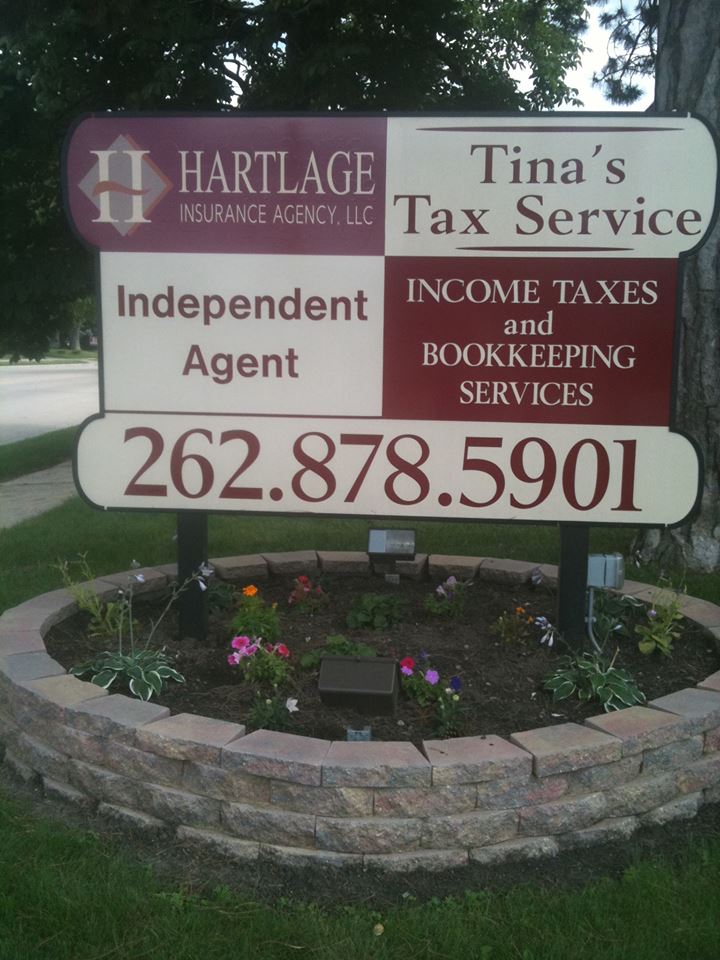 H HARTLAGE
INSURANCE AGENCY, LLC
Independent
Agent
Tina's
Tax Service
INCOME TAXES
and
BOOKKEEPING
SERVICES
262.878.5901